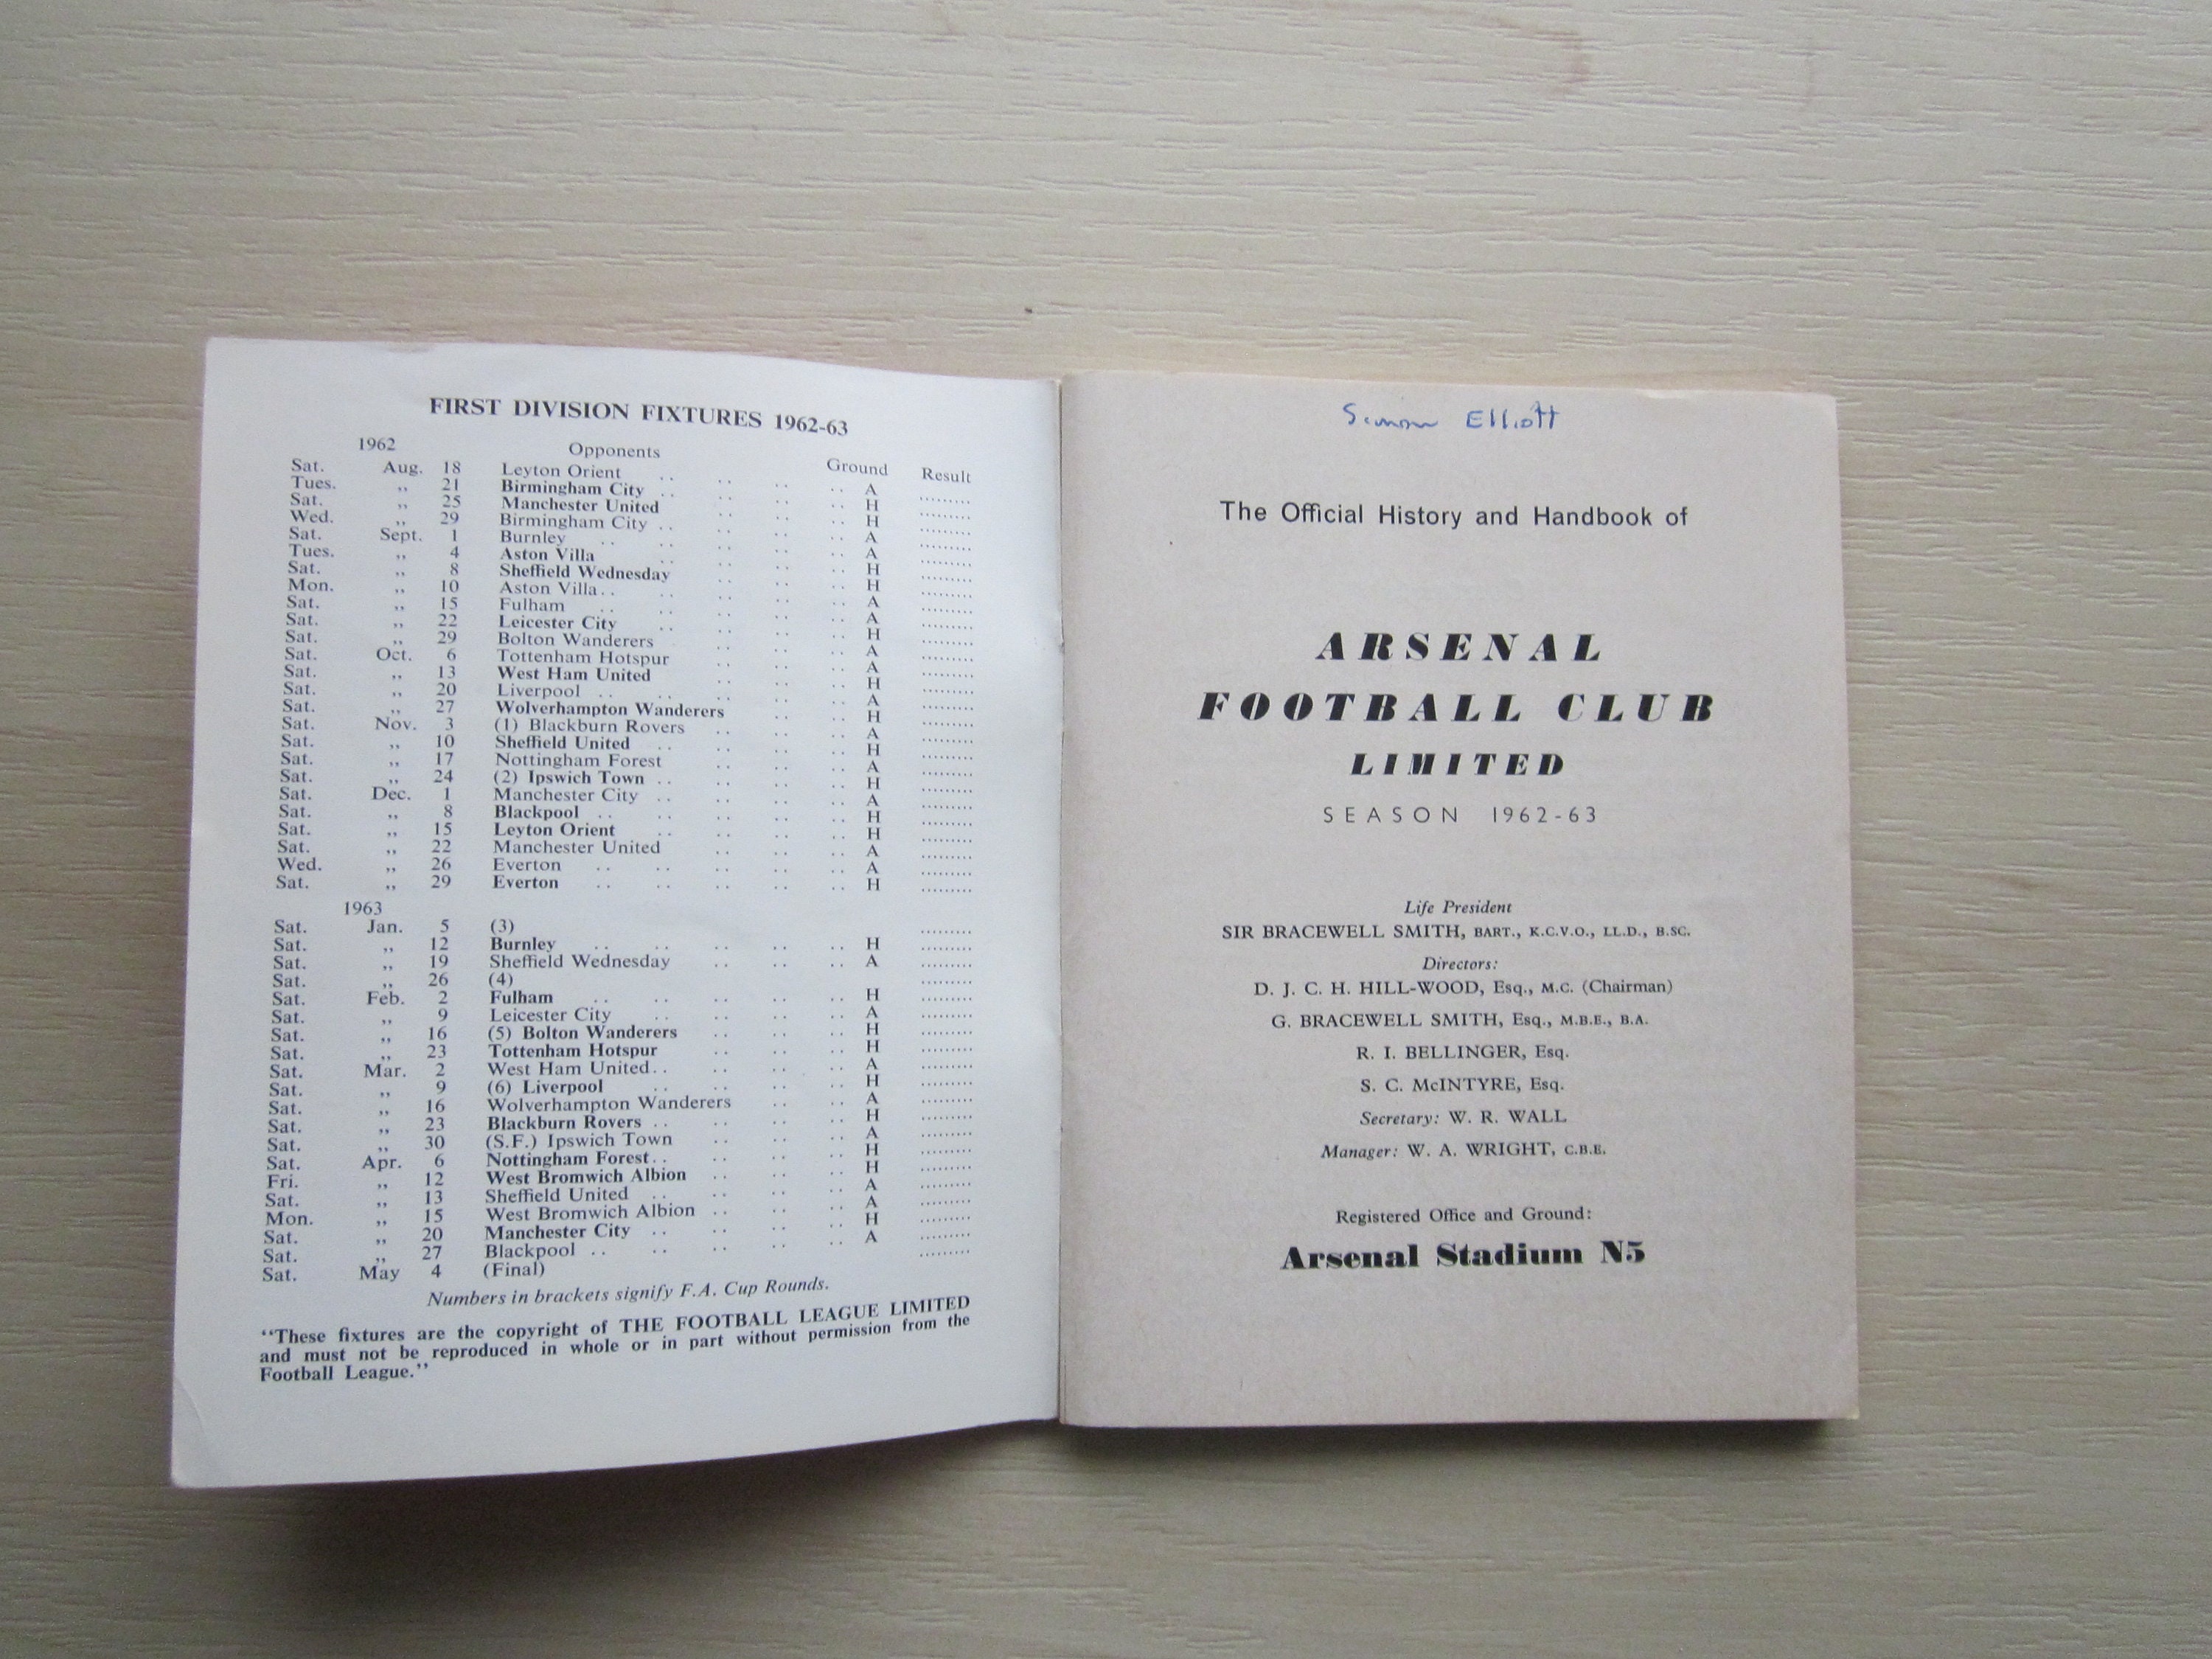 FIRST DIVISION FIXTURES 1962-63
1962 Opponents Ground Result
Sat. Aug. 18 Leyton Orient .. .. .. .. A .........
Tues. ,, 21 Birmingham City .. .. .. .. H .........
Sat. ,, 25 Manchester United .. .. .. H .........
Wed. ,, 29 Birmingham City .. .. .. .. A .........
Sat. Sept. 1 Burnley .. .. .. .. .. A .........
Tues. ,, 4 Aston Villa .. .. .. .. H .........
Sat. ,, 8 Sheffield Wednesday .. .. .. H .........
Mon. ,, 10 Aston Villa .. .. .. .. .. A .........
Sat. ,, 15 Fulham .. .. .. .. .. A .........
Sat. ,, 22 Leicester City .. .. .. .. H .........
Sat. ,, 29 Bolton Wanderers .. .. .. A .........
Sat. Oct. 6 Tottenham Hotspur .. .. .. A .........
Sat. ,, 13 West Ham United .. .. .. H .........
Sat. ,, 20 Liverpool .. .. .. .. .. A .........
Sat. ,, 27 Wolverhampton Wanderers .. .. H .........
Sat. Nov. 3 (1) Blackburn Rovers .. .. .. A .........
Sat. ,, 10 Sheffield United .. .. .. .. H .........
Sat. ,, 17 Nottingham Forest .. .. .. A .........
Sat. ,, 24 (2) Ipswich Town .. .. .. .. H .........
Sat. Dec. 1 Manchester City .. .. .. .. A .........
Sat. ,, 8 Blackpool .. .. .. .. .. H .........
Sat. ,, 15 Leyton Orient .. .. .. .. H .........
Sat. ,, 22 Manchester United .. .. .. A .........
Wed. ,, 26 Everton .. .. .. .. .. A .........
Sat. ,, 29 Everton .. .. .. .. .. H .........
1963
Sat. Jan. 5 (3) .........
Sat. ,, 12 Burnley .. .. .. .. .. H .........
Sat. ,, 19 Sheffield Wednesday .. .. .. A .........
Sat. ,, 26 (4) .........
Sat. Feb. 2 Fulham .. .. .. .. .. H .........
Sat. ,, 9 Leicester City .. .. .. .. A .........
Sat. ,, 16 (5) Bolton Wanderers .. .. .. H .........
Sat. ,, 23 Tottenham Hotspur .. .. .. H .........
Sat. Mar. 2 West Ham United .. .. .. .. A .........
Sat. ,, 9 (6) Liverpool .. .. .. .. H .........
Sat. ,, 16 Wolverhampton Wanderers .. .. A .........
Sat. ,, 23 Blackburn Rovers .. .. .. .. H .........
Sat. ,, 30 (S.F.) Ipswich Town .. .. .. A .........
Sat. Apr. 6 Nottingham Forest .. .. .. .. H .........
Fri. ,, 12 West Bromwich Albion .. .. .. H .........
Sat. ,, 13 Sheffield United .. .. .. .. A .........
Mon. ,, 15 West Bromwich Albion .. .. .. A .........
Sat. ,, 20 Manchester City .. .. .. .. H .........
Sat. ,, 27 Blackpool .. .. .. .. .. A .........
Sat. May 4 (Final) .........
Numbers in brackets signify F.A. Cup Rounds.
"These fixtures are the copyright of THE FOOTBALL LEAGUE LIMITED
and must not be reproduced in whole or in part without permission from the
Football League."
Simon Elliott
The Official History and Handbook of
ARSENAL
FOOTBALL CLUB
LIMITED
SEASON 1962-63
Life President
SIR BRACEWELL SMITH, BART., K.C.V.O., LL.D., B.SC.
Directors:
D. J. C. H. HILL-WOOD, Esq., M.C. (Chairman)
G. BRACEWELL SMITH, Esq., M.B.E., B.A.
R. I. BELLINGER, Esq.
S. C. McINTYRE, Esq.
Secretary: W. R. WALL
Manager: W. A. WRIGHT, C.B.E.
Registered Office and Ground:
Arsenal Stadium N5